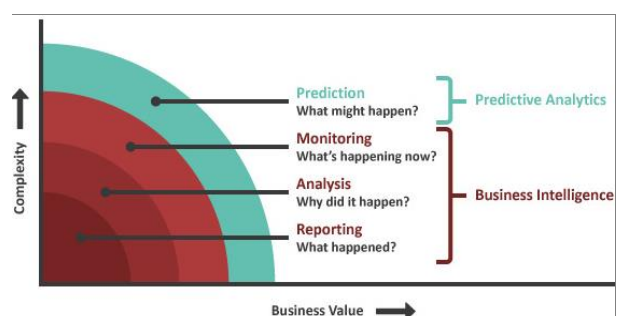 Prediction
What might happen?
Predictive Analytics
Monitoring
What's happening now?
Analysis
Why did it happen?
Business Intelligence
Reporting
What happened?
Complexity
Business Value